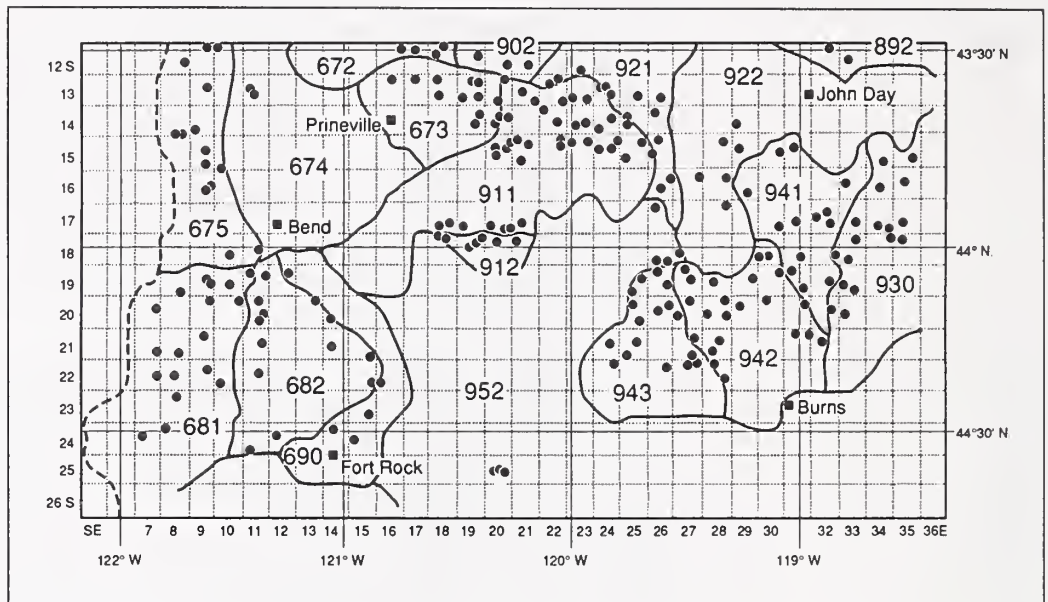 902
892
43°30' N
12 S
672
921
922
13
John Day
Prineville
673
14
674
15
911
941
16
17
675
Bend
18
44° N
912
19
930
20
21
942
22
682
952
943
23
681
Burns
24
44°30' N
690
Fort Rock
25
26 S
SE 7 8 9 10 11 12 13 14 15 16 17 18 19 20 21 22 23 24 25 26 27 28 29 30 32 33 34 35 36E
122° W 121° W 120° W 119° W